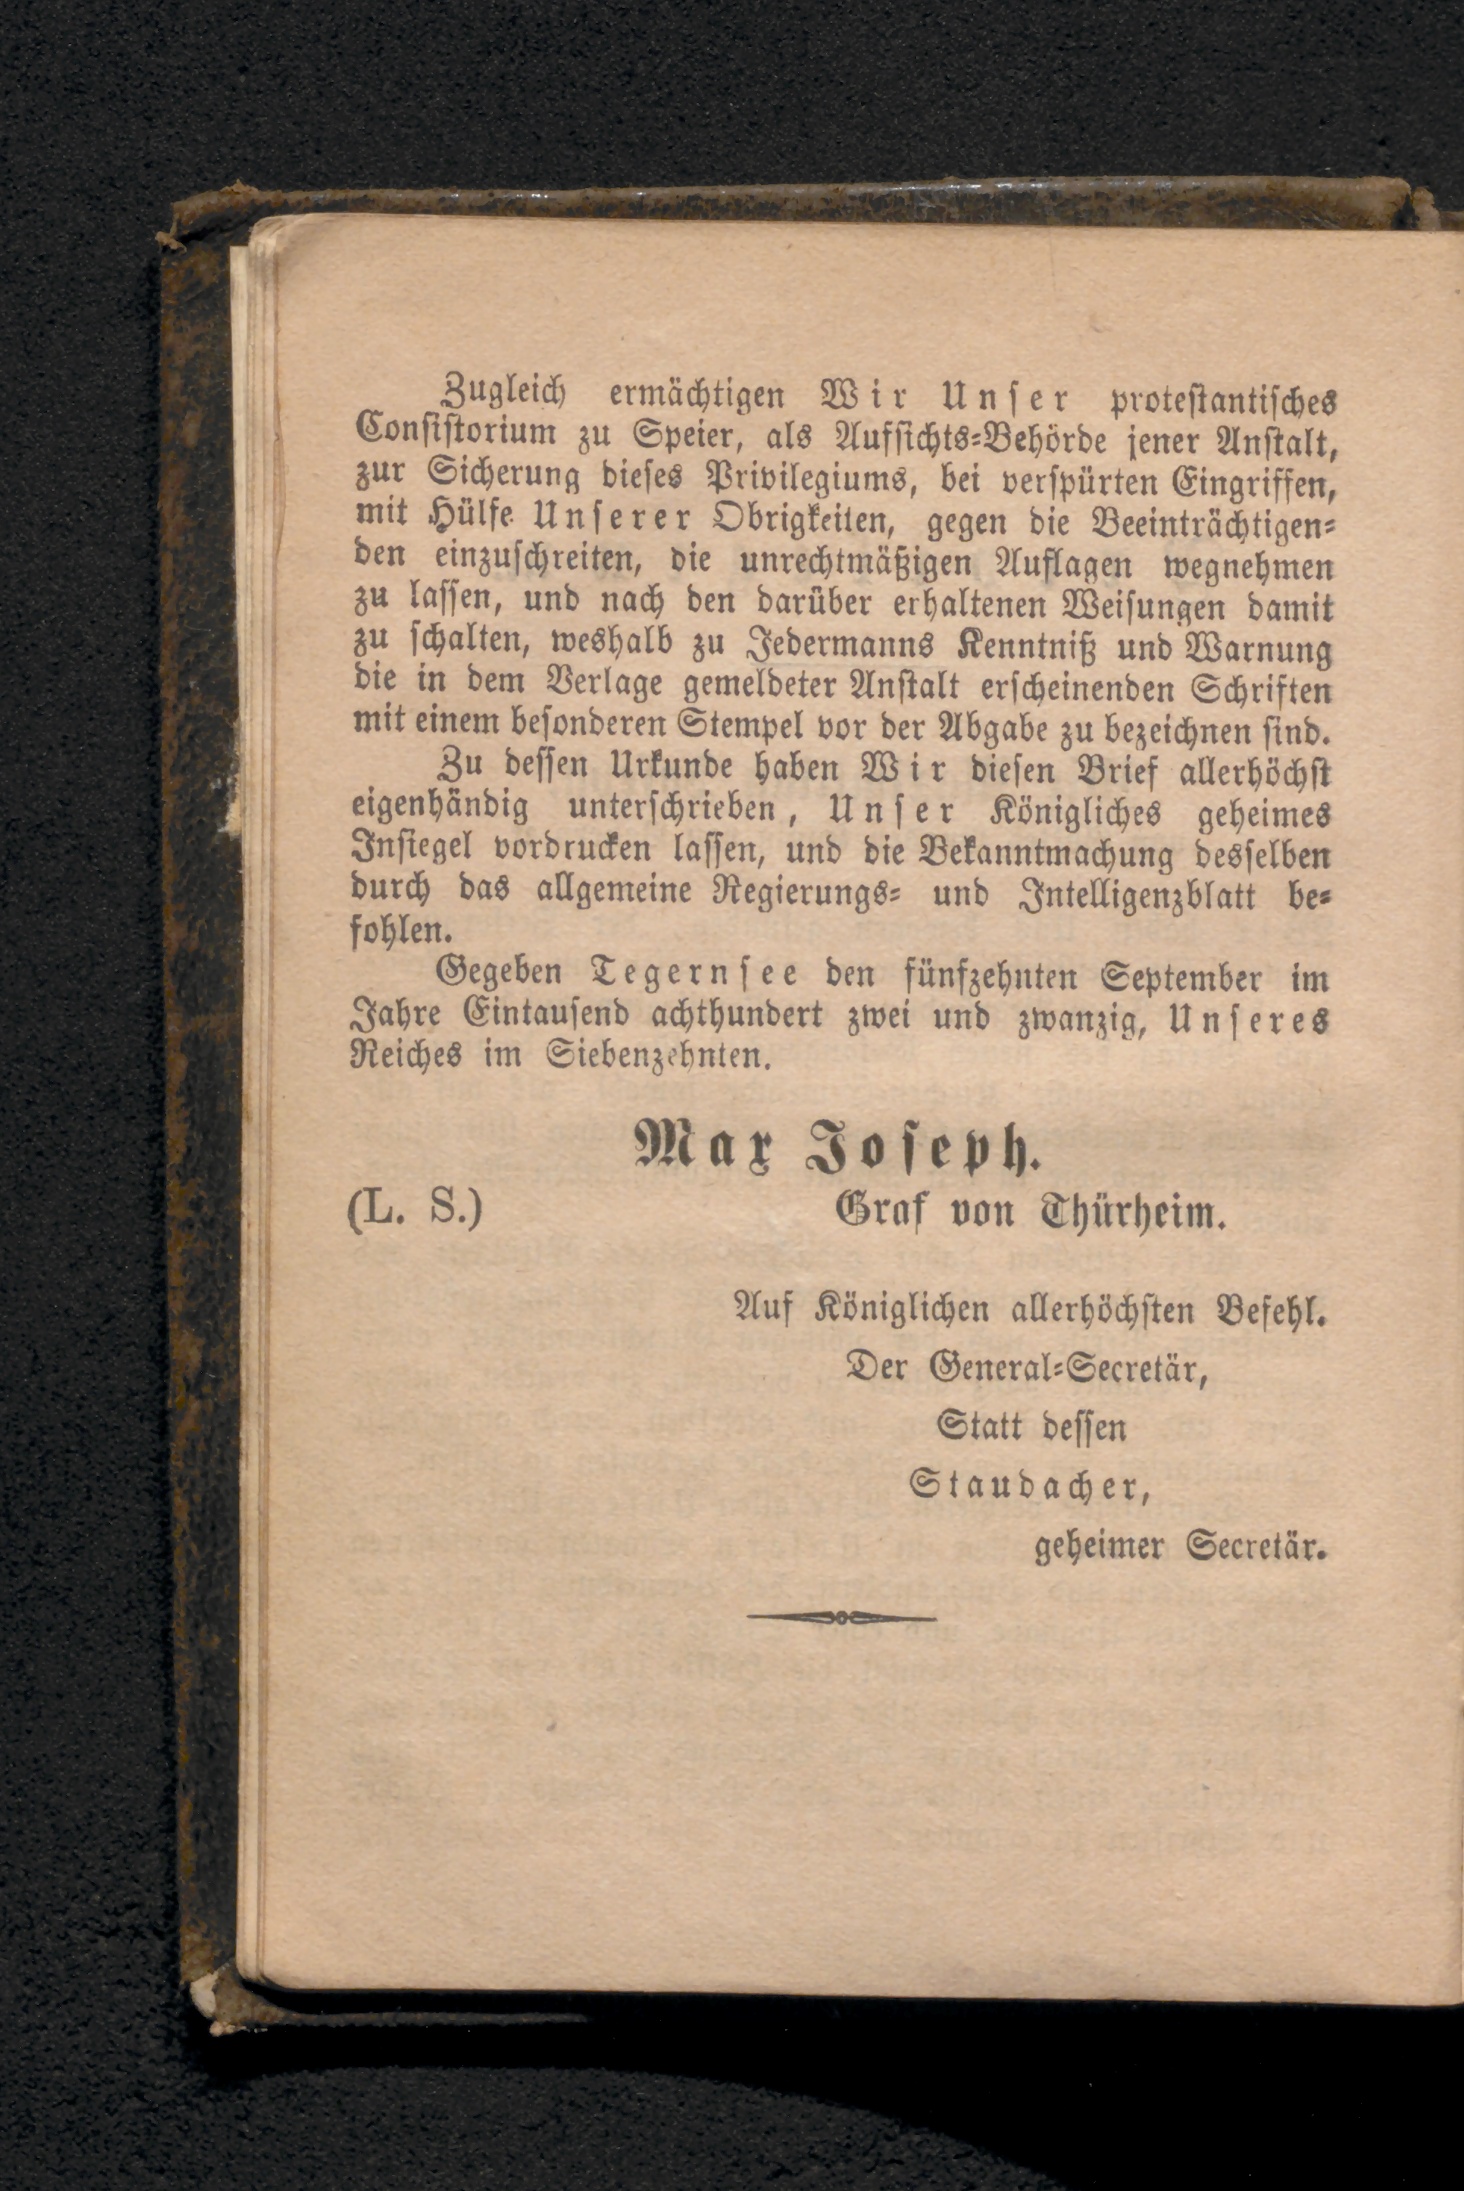 Zugleich ermächtigen Wir Unser protestantisches
Consistorium zu Speier, als Aufsichts-Behörde jener Anstalt,
zur Sicherung dieses Privilegiums, bei verspürten Eingriffen,
mit Hülfe Unserer Obrigkeiten, gegen die Beeinträchtigen-
den einzuschreiten, die unrechtmäßigen Auflagen wegnehmen
zu lassen, und nach den darüber erhaltenen Weisungen damit
zu schalten, weshalb zu Jedermanns Kenntniß und Warnung
die in dem Verlage gemeldeter Anstalt erscheinenden Schriften
mit einem besonderen Stempel vor der Abgabe zu bezeichnen sind.
Zu dessen Urkunde haben Wir diesen Brief allerhöchst
eigenhändig unterschrieben, Unser Königliches geheimes
Insiegel vordrucken lassen, und die Bekanntmachung desselben
durch das allgemeine Regierungs- und Intelligenzblatt be-
fohlen.
Gegeben Tegernsee den fünfzehnten September im
Jahre Eintausend achthundert zwei und zwanzig, Unseres
Reiches im Siebenzehnten.
Max Joseph.
(L. S.) Graf von Thürheim.
Auf Königlichen allerhöchsten Befehl.
Der General-Secretär,
Statt dessen
Staudacher,
geheimer Secretär.